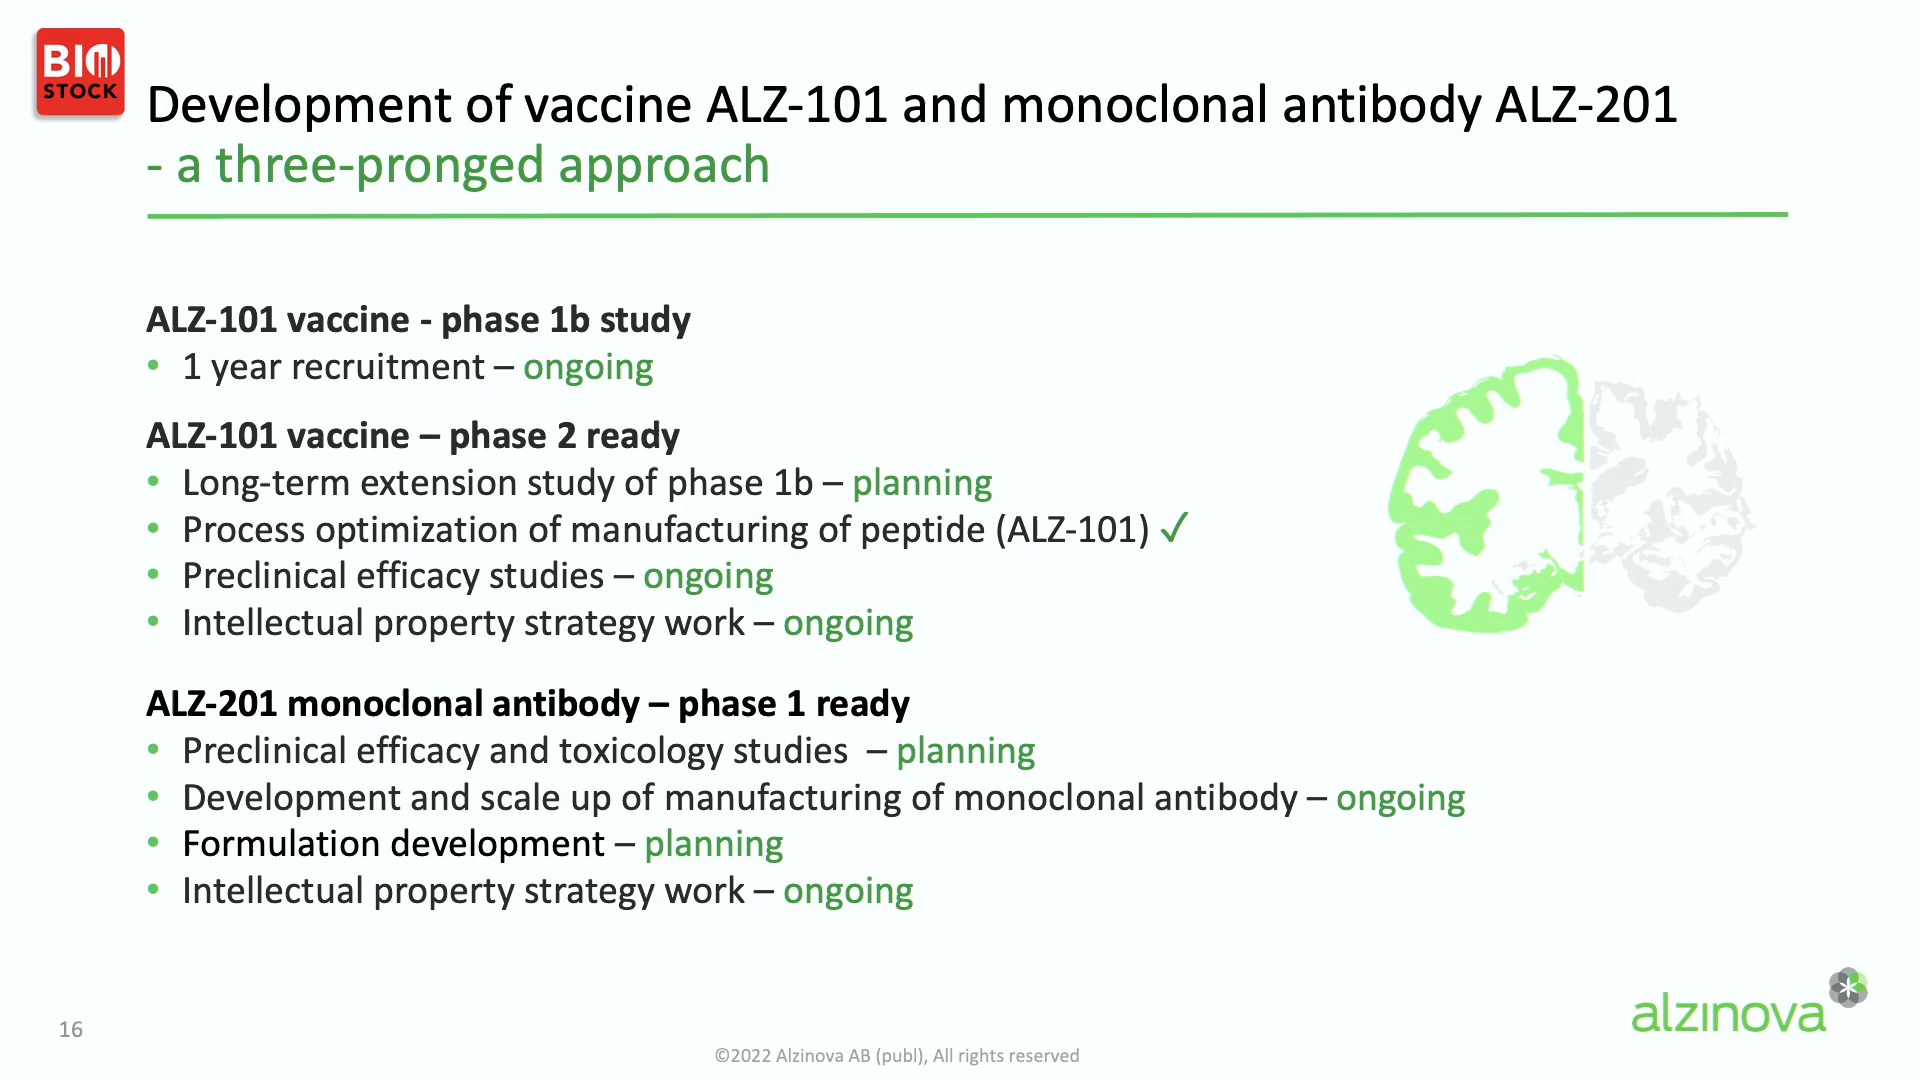 BIO
STOCK
Development of vaccine ALZ-101 and monoclonal antibody ALZ-201
- a three-pronged approach
ALZ-101 vaccine - phase 1b study
• 1 year recruitment – ongoing
ALZ-101 vaccine – phase 2 ready
• Long-term extension study of phase 1b – planning
• Process optimization of manufacturing of peptide (ALZ-101) ✓
• Preclinical efficacy studies – ongoing
• Intellectual property strategy work – ongoing
ALZ-201 monoclonal antibody – phase 1 ready
• Preclinical efficacy and toxicology studies – planning
• Development and scale up of manufacturing of monoclonal antibody – ongoing
• Formulation development – planning
• Intellectual property strategy work – ongoing
alzinova
16
©2022 Alzinova AB (publ), All rights reserved